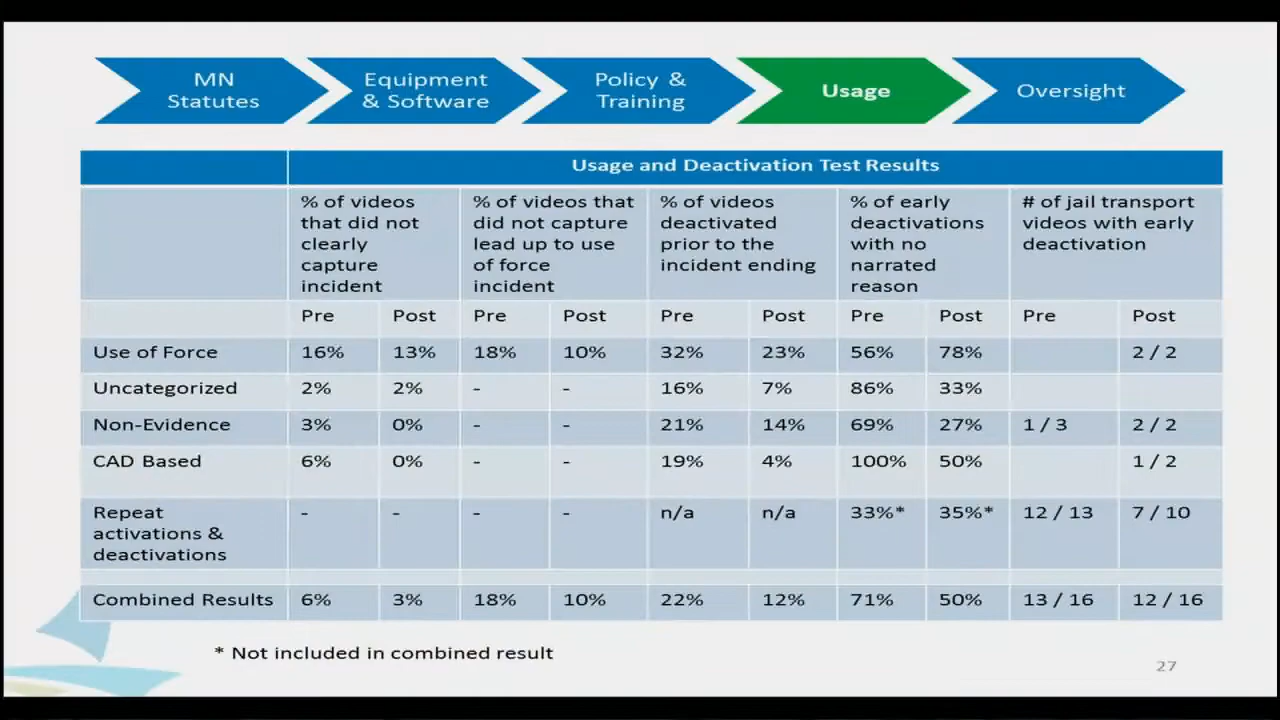 MN
Statutes
Equipment
& Software
Policy &
Training
Usage
Oversight
Usage and Deactivation Test Results
% of videos
that did not
clearly
capture
incident
% of videos that
did not capture
lead up to use
of force
incident
% of videos
deactivated
prior to the
incident ending
% of early
deactivations
with no
narrated
reason
# of jail transport
videos with early
deactivation
Pre Post Pre Post Pre Post Pre Post Pre Post
Use of Force 16% 13% 18% 10% 32% 23% 56% 78% 2 / 2
Uncategorized 2% 2% - - 16% 7% 86% 33%
Non-Evidence 3% 0% - - 21% 14% 69% 27% 1 / 3 2 / 2
CAD Based 6% 0% - - 19% 4% 100% 50% 1 / 2
Repeat
activations &
deactivations
- - - - n/a n/a 33%* 35%* 12 / 13 7 / 10
Combined Results 6% 3% 18% 10% 22% 12% 71% 50% 13 / 16 12 / 16
* Not included in combined result
27